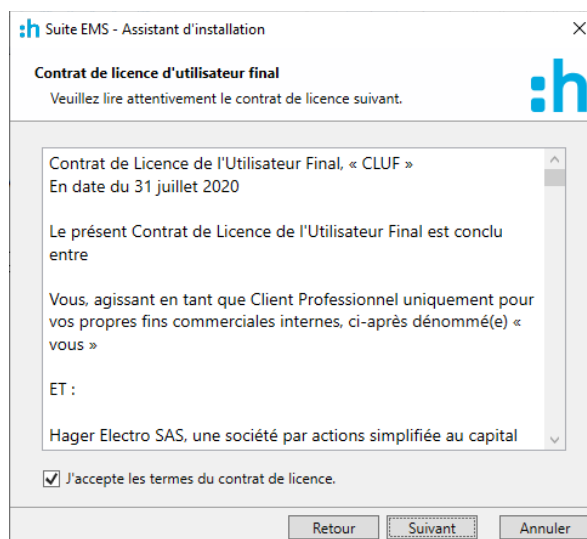 :h Suite EMS - Assistant d'installation
Contrat de licence d'utilisateur final
Veuillez lire attentivement le contrat de licence suivant.
:h
Contrat de Licence de l'Utilisateur Final, « CLUF »
En date du 31 juillet 2020
Le présent Contrat de Licence de l'Utilisateur Final est conclu
entre
Vous, agissant en tant que Client Professionnel uniquement pour
vos propres fins commerciales internes, ci-après dénommé(e) «
vous »
ET :
Hager Electro SAS, une société par actions simplifiée au capital
J'accepte les termes du contrat de licence.
Retour Suivant Annuler